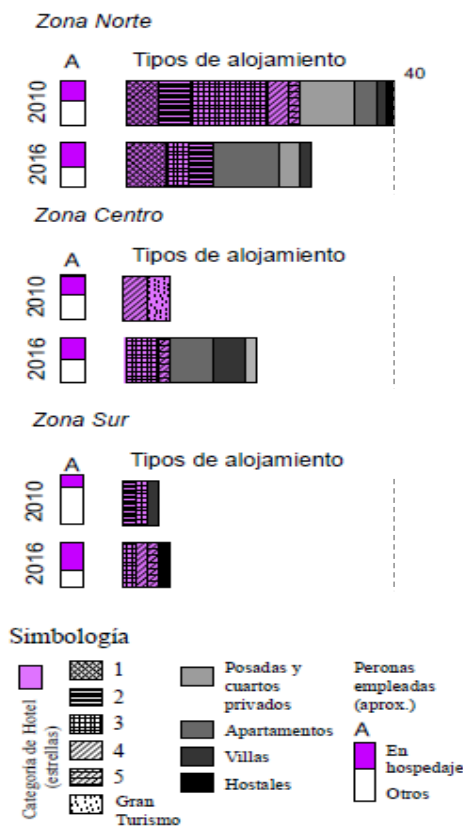 Zona Norte
A Tipos de alojamiento 40
2010
2016
Zona Centro
A Tipos de alojamiento
2010
2016
Zona Sur
A Tipos de alojamiento
2010
2016
Simbología
Categoría de Hotel (estrellas)
1
2
3
4
5
Gran Turismo
Posadas y cuartos privados
Apartamentos
Villas
Hostales
Peronas empleadas (aprox.)
A
En hospedaje
Otros